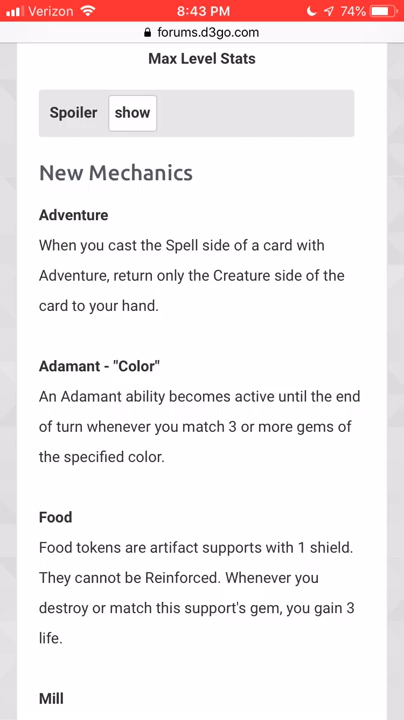 Verizon 8:43 PM 74%
forums.d3go.com
Max Level Stats
Spoiler show
New Mechanics
Adventure
When you cast the Spell side of a card with
Adventure, return only the Creature side of the
card to your hand.
Adamant - "Color"
An Adamant ability becomes active until the end
of turn whenever you match 3 or more gems of
the specified color.
Food
Food tokens are artifact supports with 1 shield.
They cannot be Reinforced. Whenever you
destroy or match this support's gem, you gain 3
life.
Mill